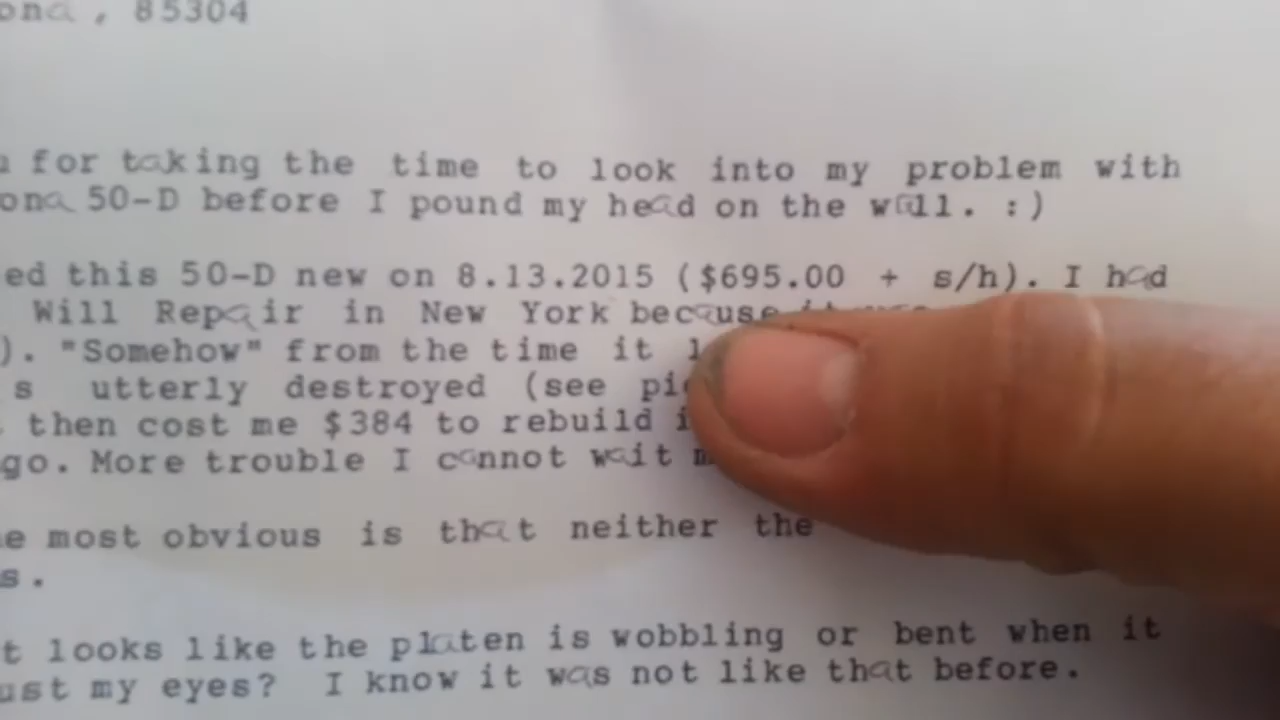 ona, 85304
for taking the time to look into my problem with
ona 50-D before I pound my head on the wall. :)
ed this 50-D new on 8.13.2015 ($695.00 + s/h). I had
Will Repair in New York because it was
). "Somehow" from the time it
s utterly destroyed (see
then cost me $384 to rebuild
go. More trouble I cannot wait
e most obvious is that neither the
s.
t looks like the platen is wobbling or bent when it
ust my eyes? I know it was not like that before.